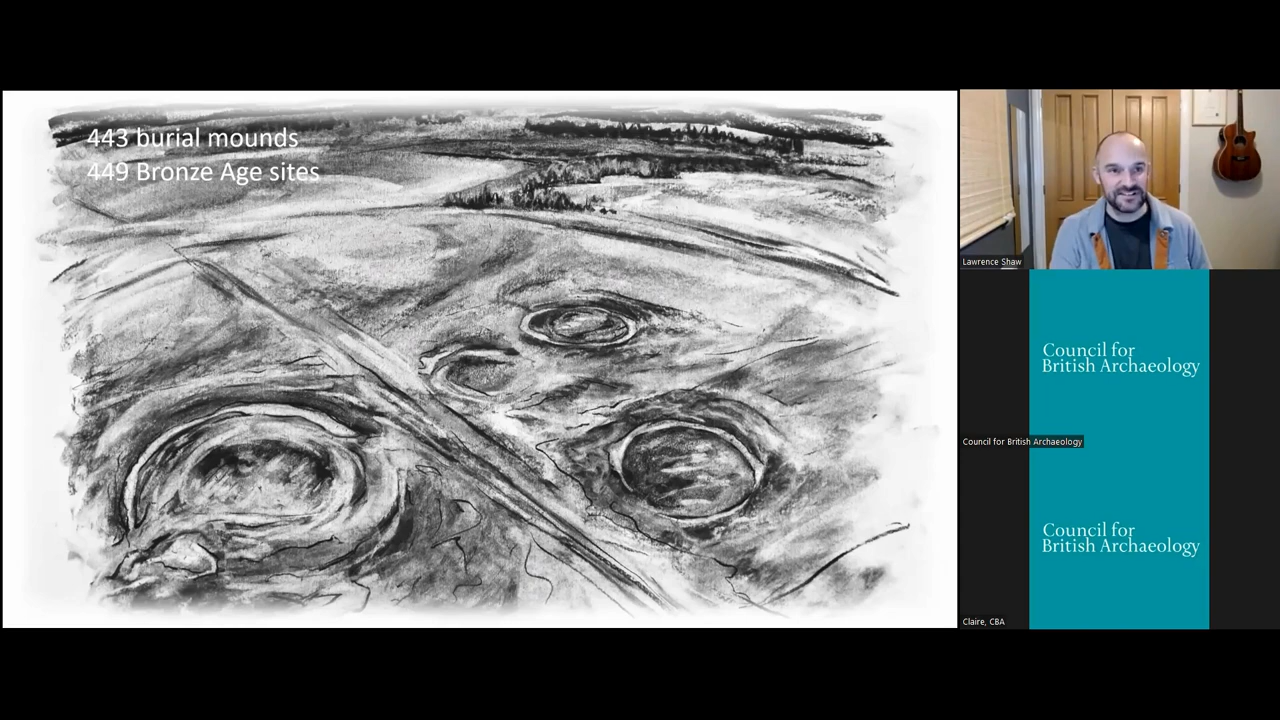 443 burial mounds
449 Bronze Age sites
Lawrence Shaw
Council for
British Archaeology
Council for British Archaeology
Council for
British Archaeology
Claire, CBA